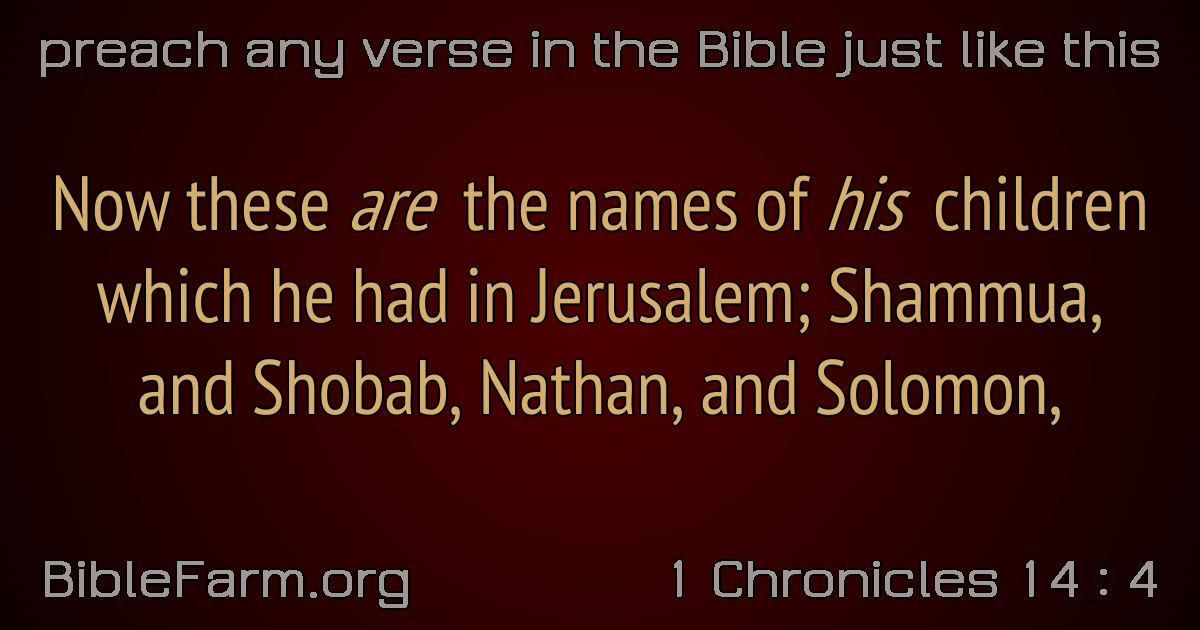 preach any verse in the Bible just like this
Now these are the names of his children
which he had in Jerusalem; Shammua,
and Shobab, Nathan, and Solomon,
BibleFarm.org
1 Chronicles 14 : 4